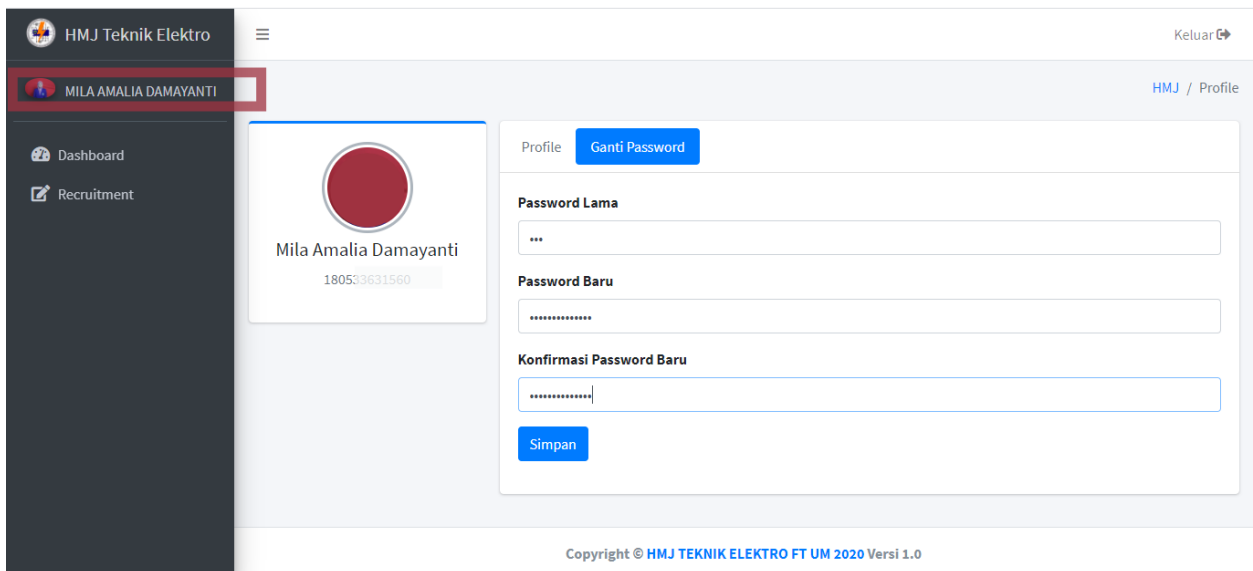 HMJ Teknik Elektro
Keluar
MILA AMALIA DAMAYANTI
HMJ / Profile
Dashboard
Recruitment
Mila Amalia Damayanti
180533631560
Profile Ganti Password
Password Lama
•••
Password Baru
••••••••••••••
Konfirmasi Password Baru
••••••••••••••
Simpan
Copyright © HMJ TEKNIK ELEKTRO FT UM 2020 Versi 1.0